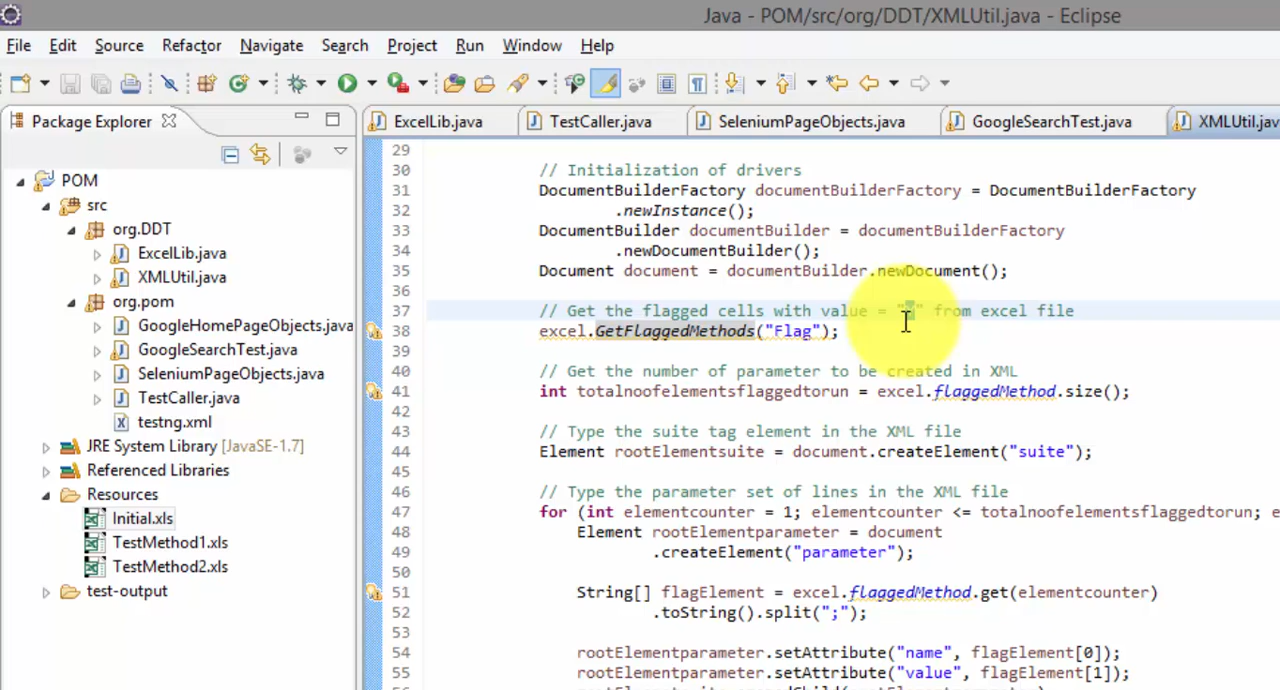 Java - POM/src/org/DDT/XMLUtil.java - Eclipse
File Edit Source Refactor Navigate Search Project Run Window Help
Package Explorer
ExcelLib.java TestCaller.java SeleniumPageObjects.java GoogleSearchTest.java XMLUtil.jav
POM
src
org.DDT
ExcelLib.java
XMLUtil.java
org.pom
GoogleHomePageObjects.java
GoogleSearchTest.java
SeleniumPageObjects.java
TestCaller.java
testng.xml
JRE System Library [JavaSE-1.7]
Referenced Libraries
Resources
Initial.xls
TestMethod1.xls
TestMethod2.xls
test-output
29
30 // Initialization of drivers
31 DocumentBuilderFactory documentBuilderFactory = DocumentBuilderFactory
32 .newInstance();
33 DocumentBuilder documentBuilder = documentBuilderFactory
34 .newDocumentBuilder();
35 Document document = documentBuilder.newDocument();
36
37 // Get the flagged cells with value = " " from excel file
38 excel.GetFlaggedMethods("Flag");
39
40 // Get the number of parameter to be created in XML
41 int totalnoofelementsflaggedtorun = excel.flaggedMethod.size();
42
43 // Type the suite tag element in the XML file
44 Element rootElementsuite = document.createElement("suite");
45
46 // Type the parameter set of lines in the XML file
47 for (int elementcounter = 1; elementcounter <= totalnoofelementsflaggedtorun; e
48 Element rootElementparameter = document
49 .createElement("parameter");
50
51 String[] flagElement = excel.flaggedMethod.get(elementcounter)
52 .toString().split(";");
53
54 rootElementparameter.setAttribute("name", flagElement[0]);
55 rootElementparameter.setAttribute("value", flagElement[1]);